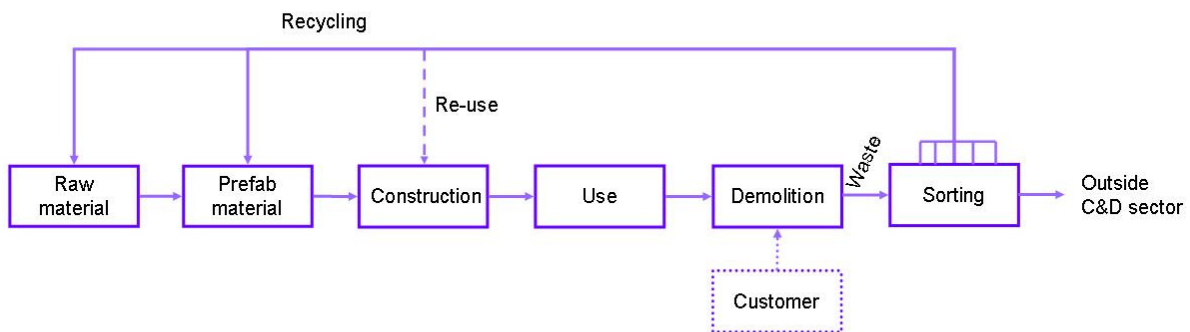 Recycling
Re-use
Raw
material
Prefab
material
Construction
Use
Demolition
Waste
Sorting
Outside
C&D sector
Customer